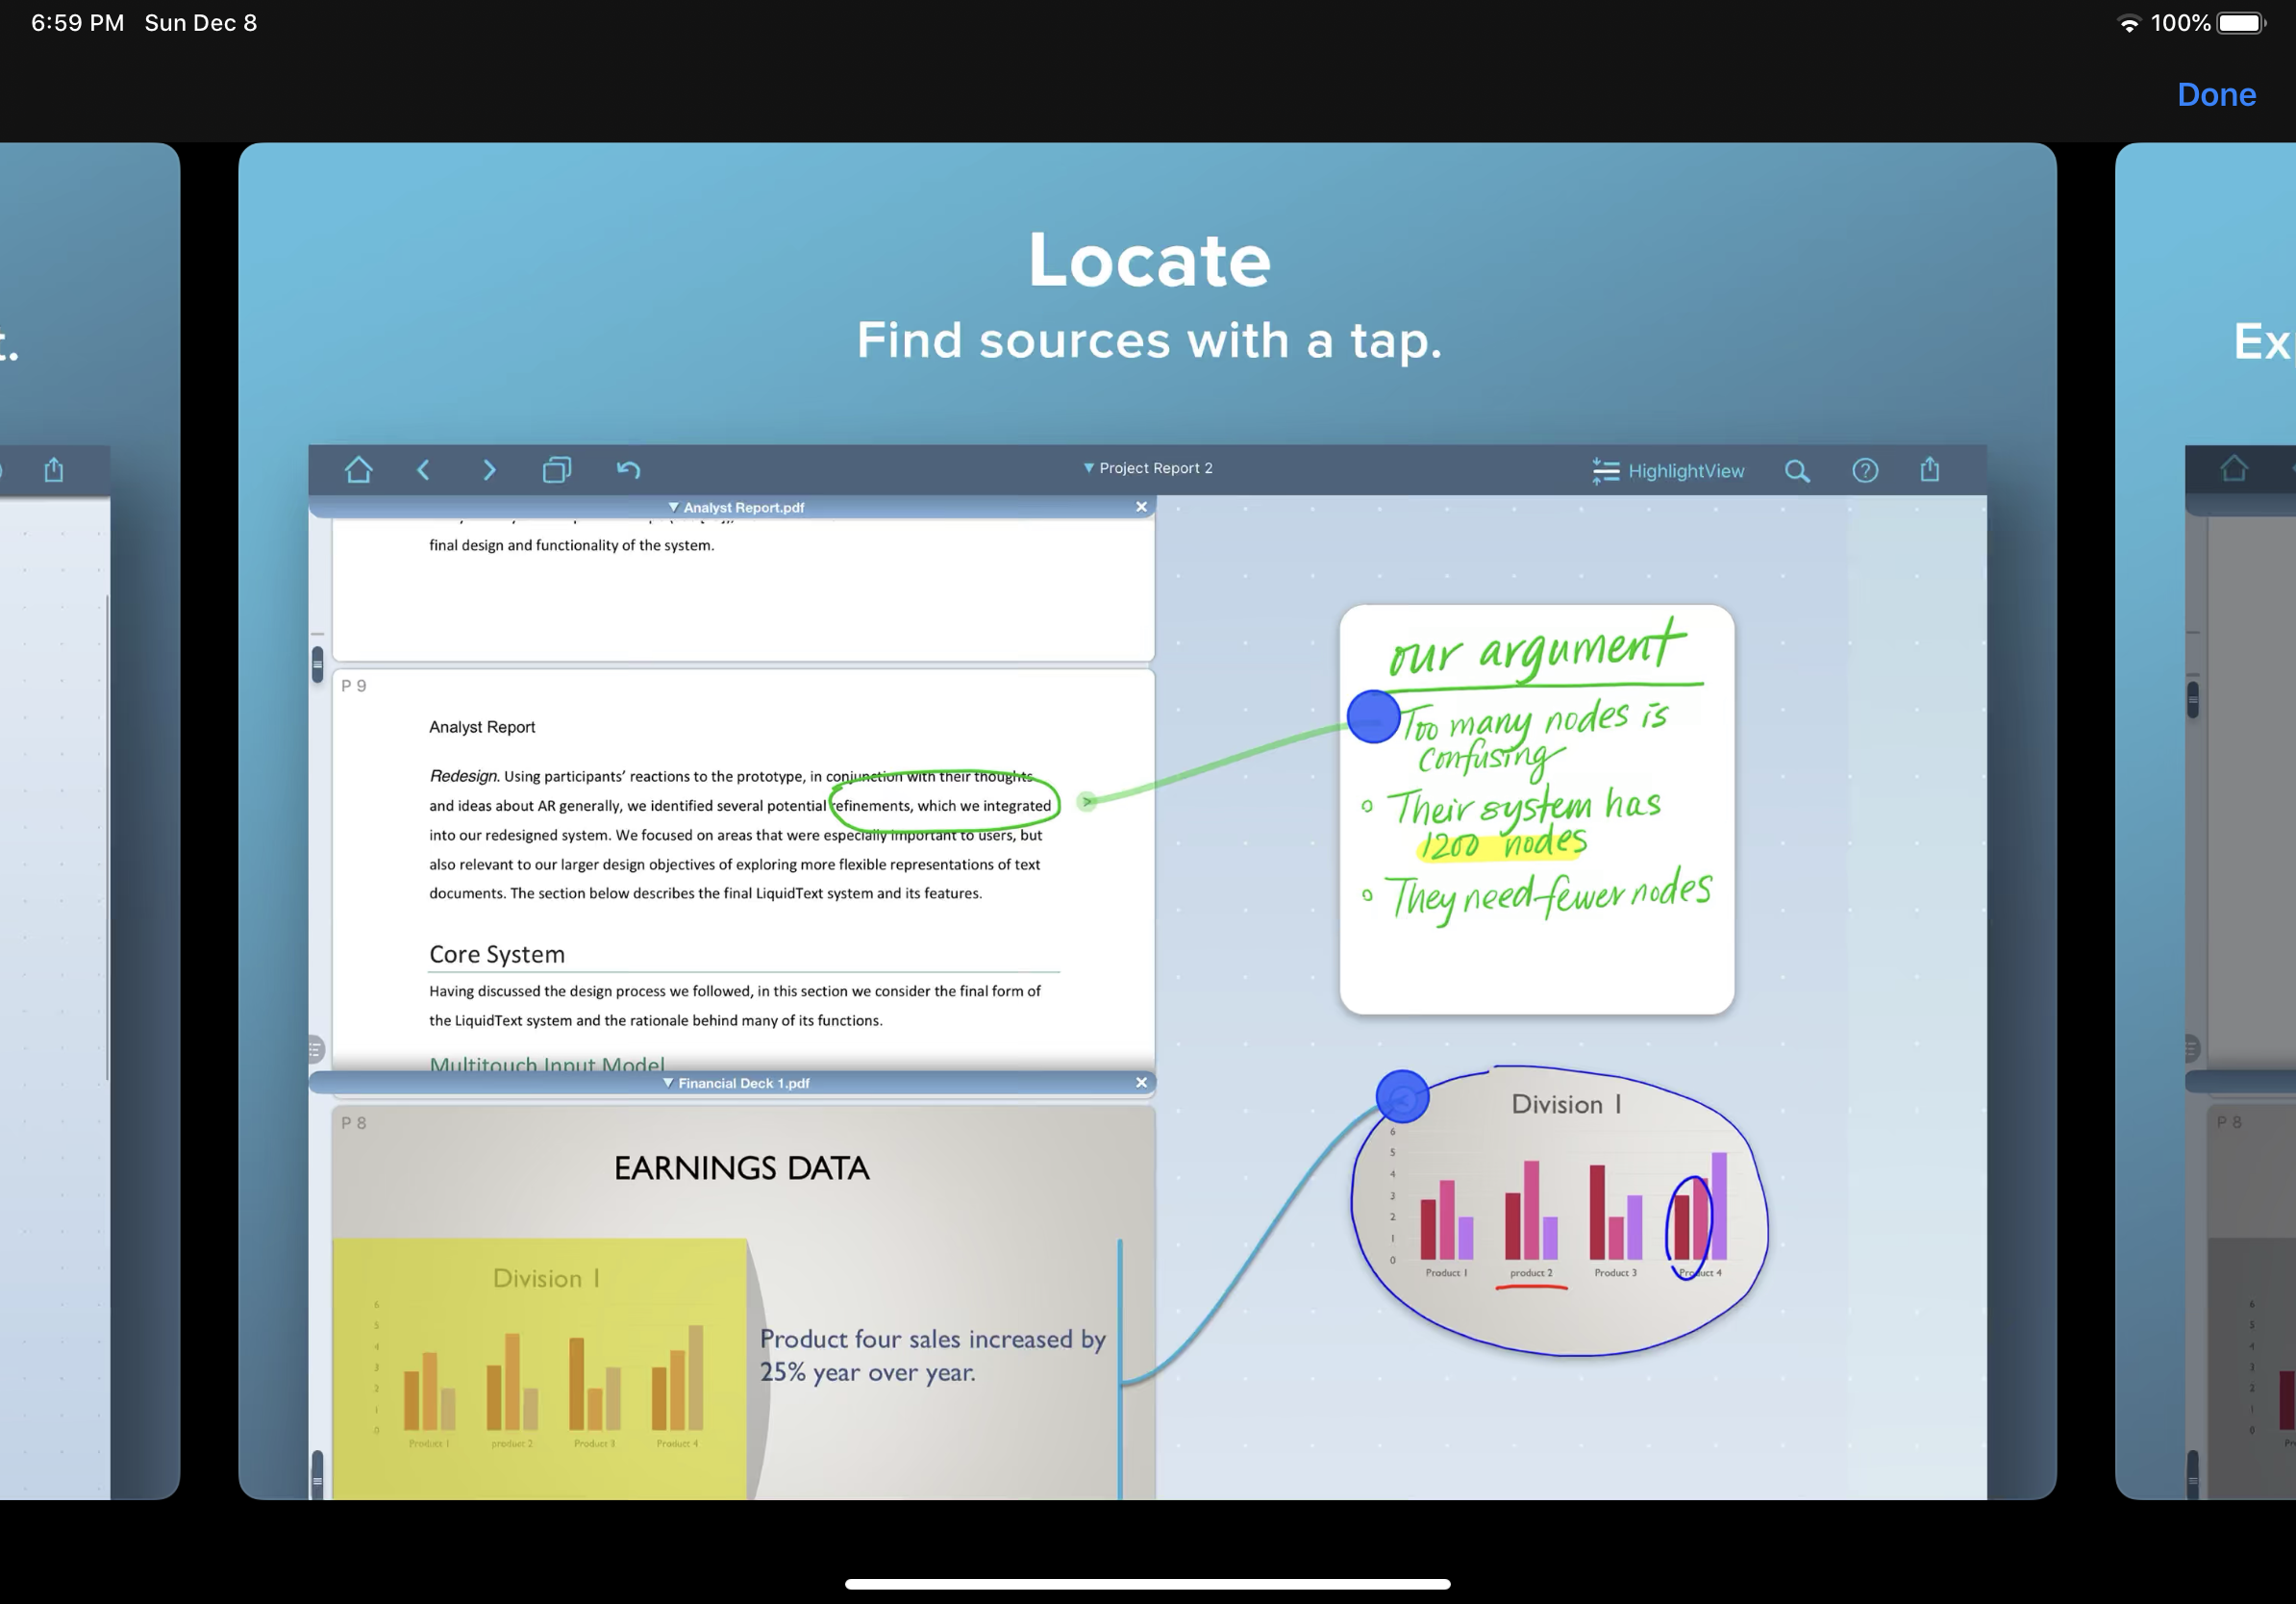 6:59 PM Sun Dec 8
100%
Done
t.
Locate
Find sources with a tap.
Ex
Project Report 2
HighlightView
Analyst Report.pdf
final design and functionality of the system.
P 9
Analyst Report
Redesign. Using participants' reactions to the prototype, in conjunction with their thoughts
and ideas about AR generally, we identified several potential refinements, which we integrated
into our redesigned system. We focused on areas that were especially important to users, but
also relevant to our larger design objectives of exploring more flexible representations of text
documents. The section below describes the final LiquidText system and its features.
Core System
Having discussed the design process we followed, in this section we consider the final form of
the LiquidText system and the rationale behind many of its functions.
Multitouch Input Model
Financial Deck 1.pdf
P 8
EARNINGS DATA
Division 1
6
5
4
3
2
1
0
Product 1 product 2 Product 3 Product 4
Product four sales increased by
25% year over year.
our argument
Too many nodes is
confusing
Their system has
1200 nodes
They need fewer nodes
Division 1
6
5
4
3
2
1
0
Product 1 product 2 Product 3 Product 4
P 8
6
5
4
3
2
1
0
Pr